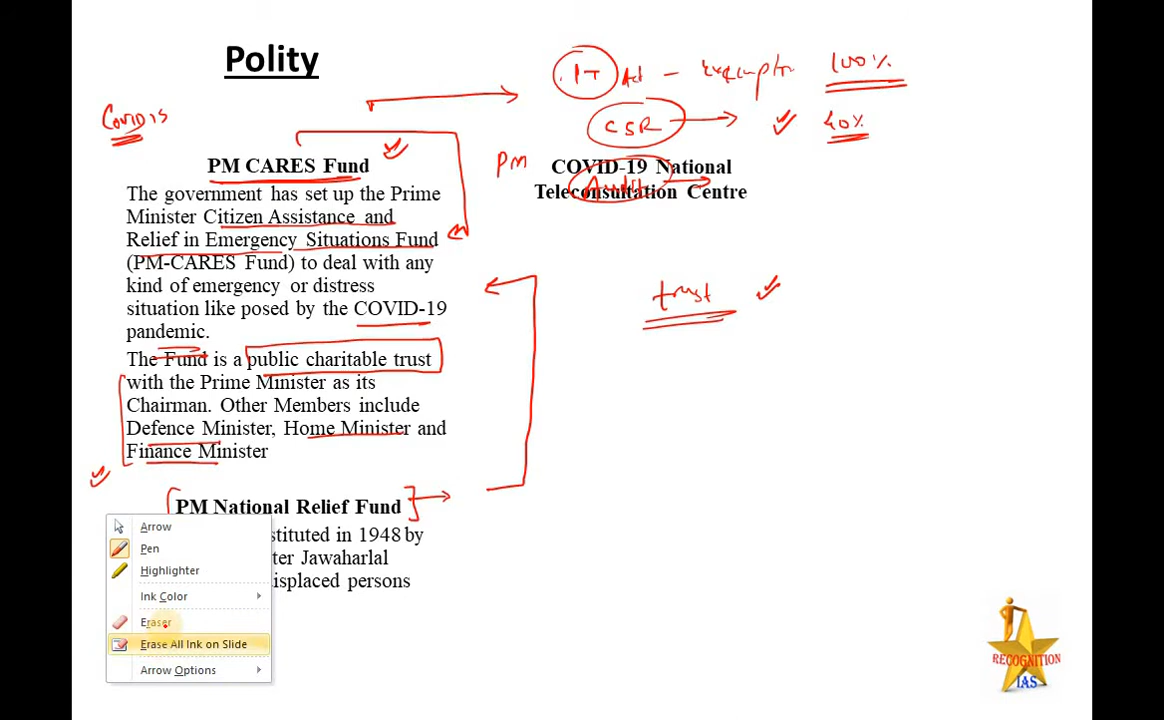 Polity
IT Act - exemptn 100%
CSR
Covid 19
PM CARES Fund
The government has set up the Prime
Minister Citizen Assistance and
Relief in Emergency Situations Fund
(PM-CARES Fund) to deal with any
kind of emergency or distress
situation like posed by the COVID-19
pandemic.
The Fund is a public charitable trust
with the Prime Minister as its
Chairman. Other Members include
Defence Minister, Home Minister and
Finance Minister
PM National Relief Fund
stituted in 1948 by
ter Jawaharlal
isplaced persons
PM
COVID-19 National
Teleconsultation Centre
Audit
trust
Arrow
Pen
Highlighter
Ink Color
Eraser
Erase All Ink on Slide
Arrow Options
RECOGNITION
IAS